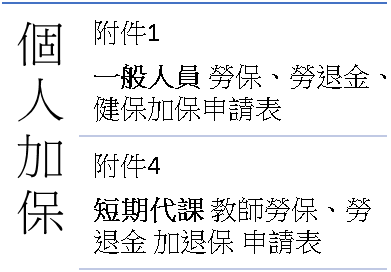 個人加保
附件1
一般人員 勞保、勞退金、
健保加保申請表
附件4
短期代課 教師勞保、勞
退金 加退保 申請表